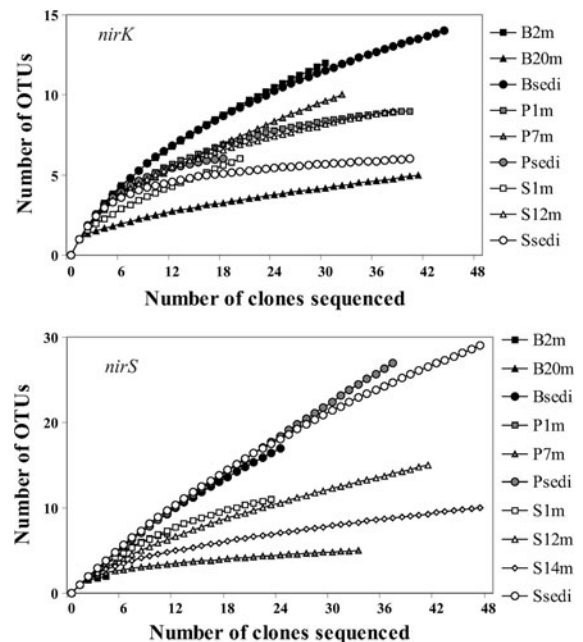 nirK
Number of OTUs
15
10
5
0
0 6 12 18 24 30 36 42 48
Number of clones sequenced
B2m
B20m
Bsedi
P1m
P7m
Psedi
S1m
S12m
Ssedi
nirS
Number of OTUs
30
20
10
0
0 6 12 18 24 30 36 42 48
Number of clones sequenced
B2m
B20m
Bsedi
P1m
P7m
Psedi
S1m
S12m
S14m
Ssedi